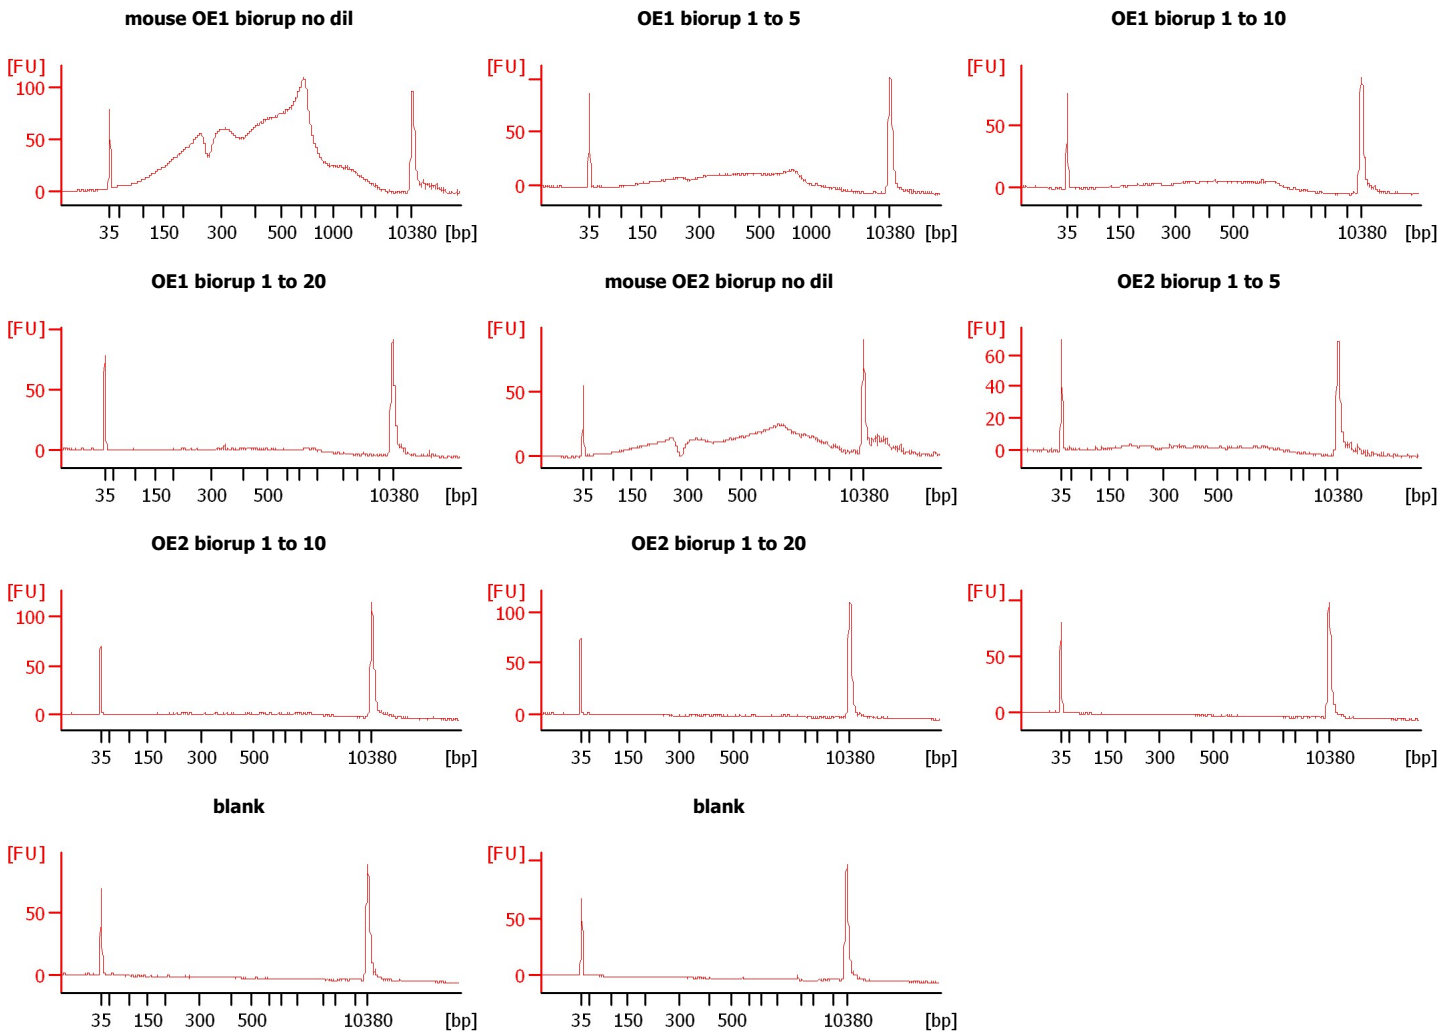 mouse OE1 biorup no dil
[FU]
100
50
0
35 150 300 500 1000 10380 [bp]
OE1 biorup 1 to 5
[FU]
50
0
35 150 300 500 1000 10380 [bp]
OE1 biorup 1 to 10
[FU]
50
0
35 150 300 500 10380 [bp]
OE1 biorup 1 to 20
[FU]
50
0
35 150 300 500 10380 [bp]
mouse OE2 biorup no dil
[FU]
50
0
35 150 300 500 10380 [bp]
OE2 biorup 1 to 5
[FU]
60
40
20
0
35 150 300 500 10380 [bp]
OE2 biorup 1 to 10
[FU]
100
50
0
35 150 300 500 10380 [bp]
OE2 biorup 1 to 20
[FU]
100
50
0
35 150 300 500 10380 [bp]
[FU]
50
0
35 150 300 500 10380 [bp]
blank
[FU]
50
0
35 150 300 500 10380 [bp]
blank
[FU]
50
0
35 150 300 500 10380 [bp]